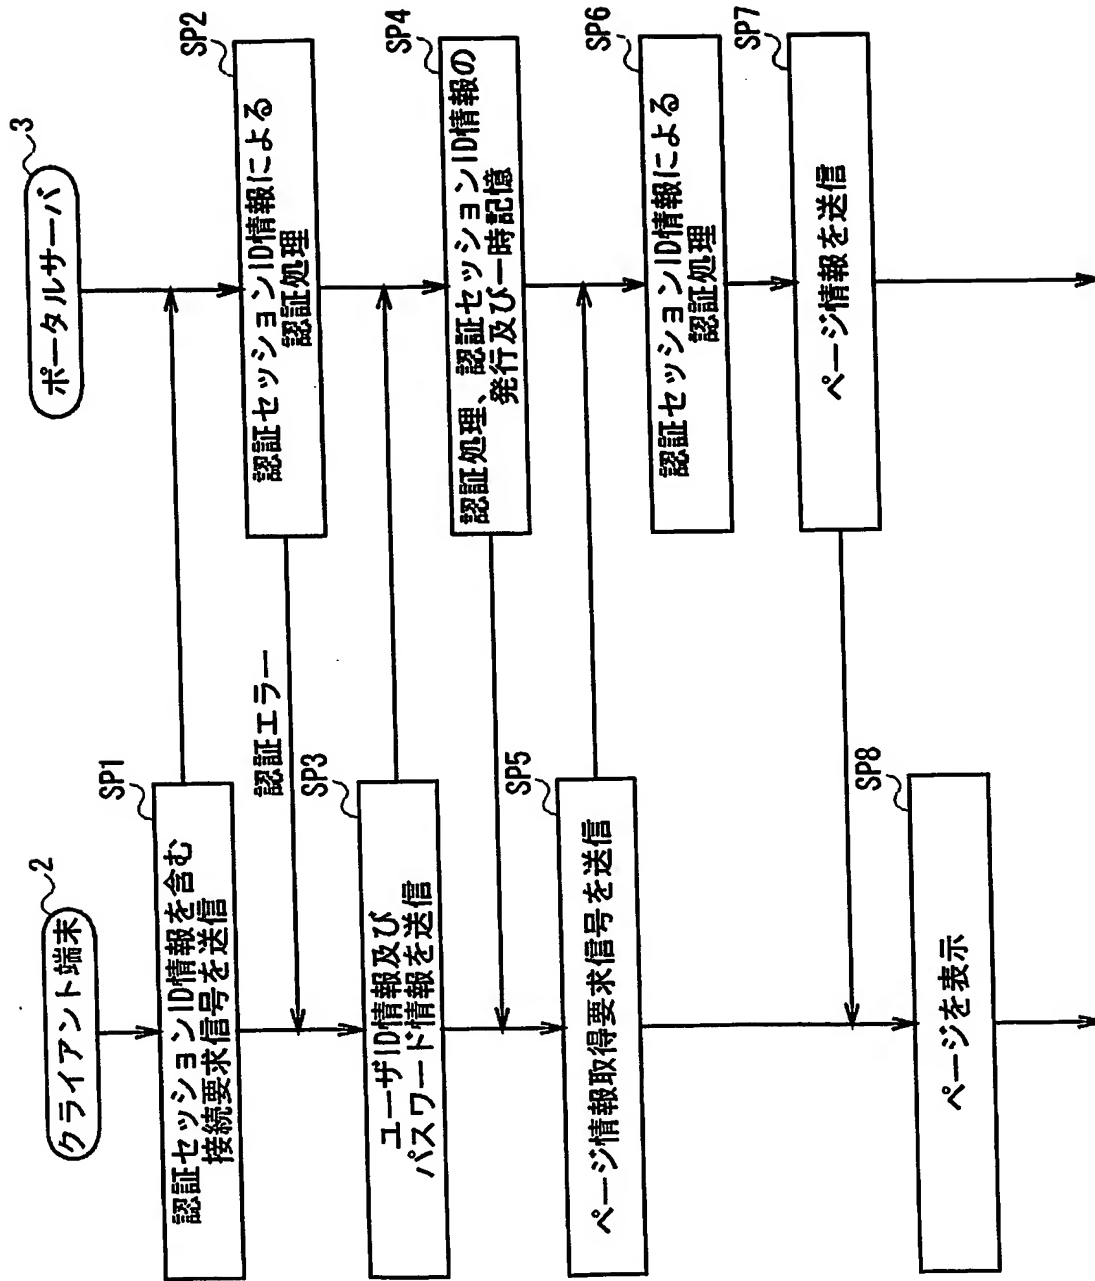 クライアント端末
2
ポータルサーバ
3
SP1
認証セッションID情報を含む
接続要求信号を送信
SP2
認証セッションID情報による
認証処理
認証エラー
SP3
ユーザID情報及び
パスワード情報を送信
SP4
認証処理、認証セッションID情報の
発行及び一時記憶
SP5
ページ情報取得要求信号を送信
SP6
認証セッションID情報による
認証処理
SP7
ページ情報を送信
SP8
ページを表示